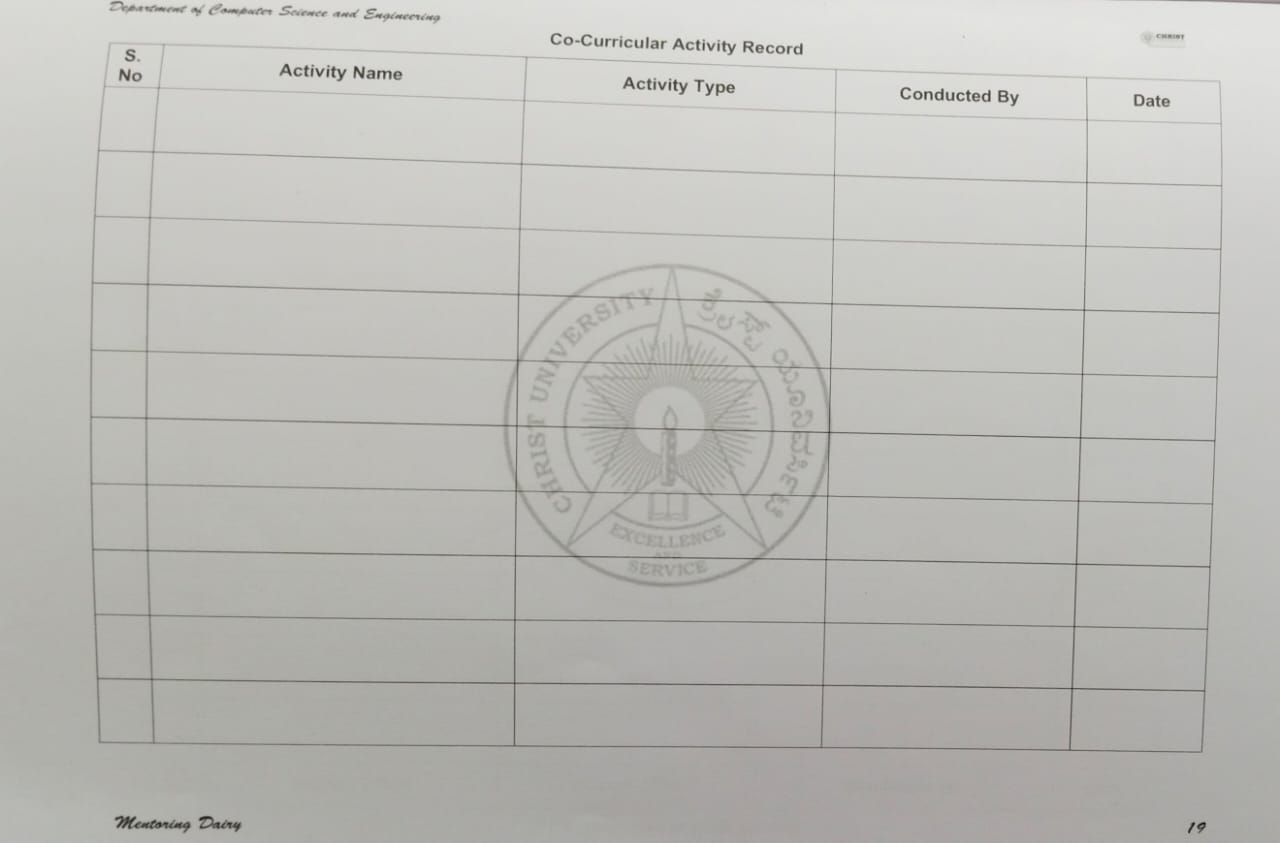 Department of Computer Science and Engineering
CHRIST
Co-Curricular Activity Record
S. No
Activity Name
Activity Type
Conducted By
Date
CHRIST UNIVERSITY
ಕ್ರೈಸ್ಟ್ ಯೂನಿವರ್ಸಿಟಿ
EXCELLENCE
AND
SERVICE
Mentoring Dairy
19